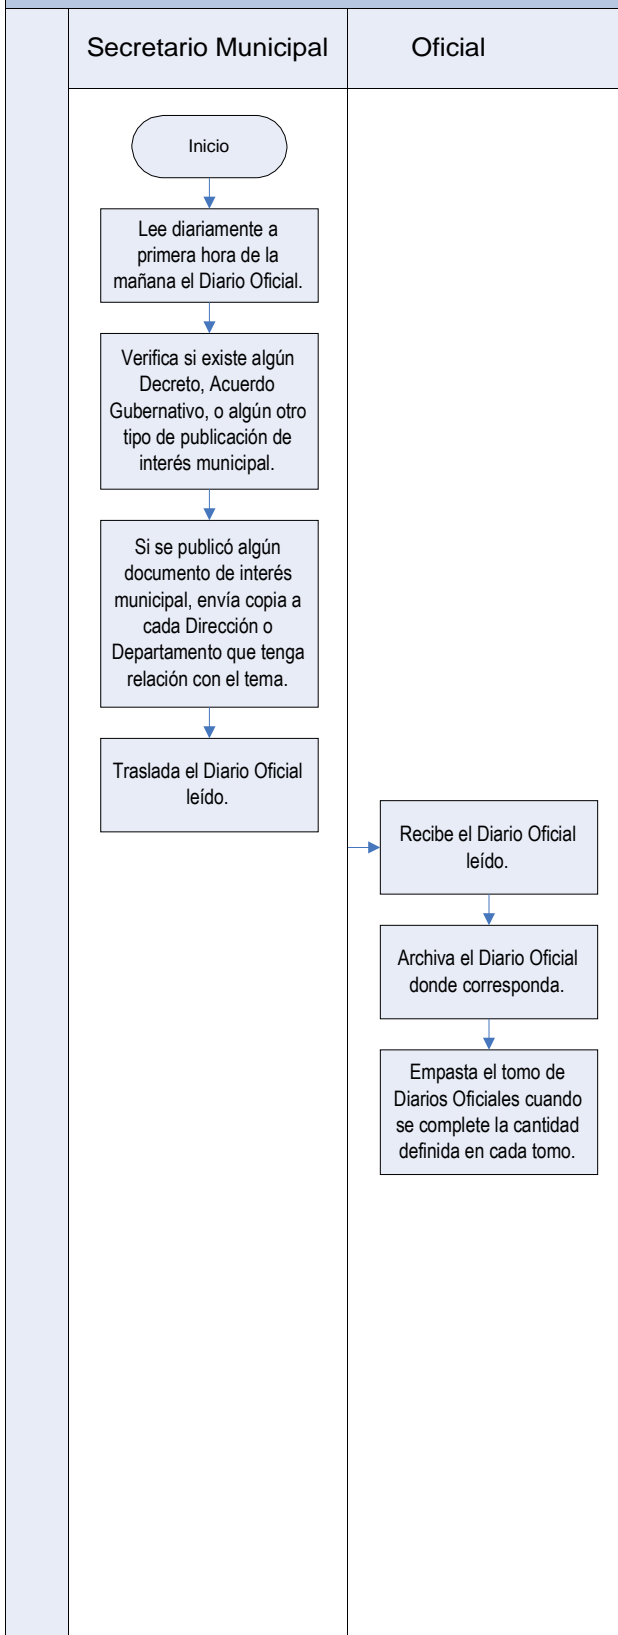 Secretario Municipal
Oficial
Inicio
Lee diariamente a
primera hora de la
mañana el Diario Oficial.
Verifica si existe algún
Decreto, Acuerdo
Gubernativo, o algún otro
tipo de publicación de
interés municipal.
Si se publicó algún
documento de interés
municipal, envía copia a
cada Dirección o
Departamento que tenga
relación con el tema.
Traslada el Diario Oficial
leído.
Recibe el Diario Oficial
leído.
Archiva el Diario Oficial
donde corresponda.
Empasta el tomo de
Diarios Oficiales cuando
se complete la cantidad
definida en cada tomo.